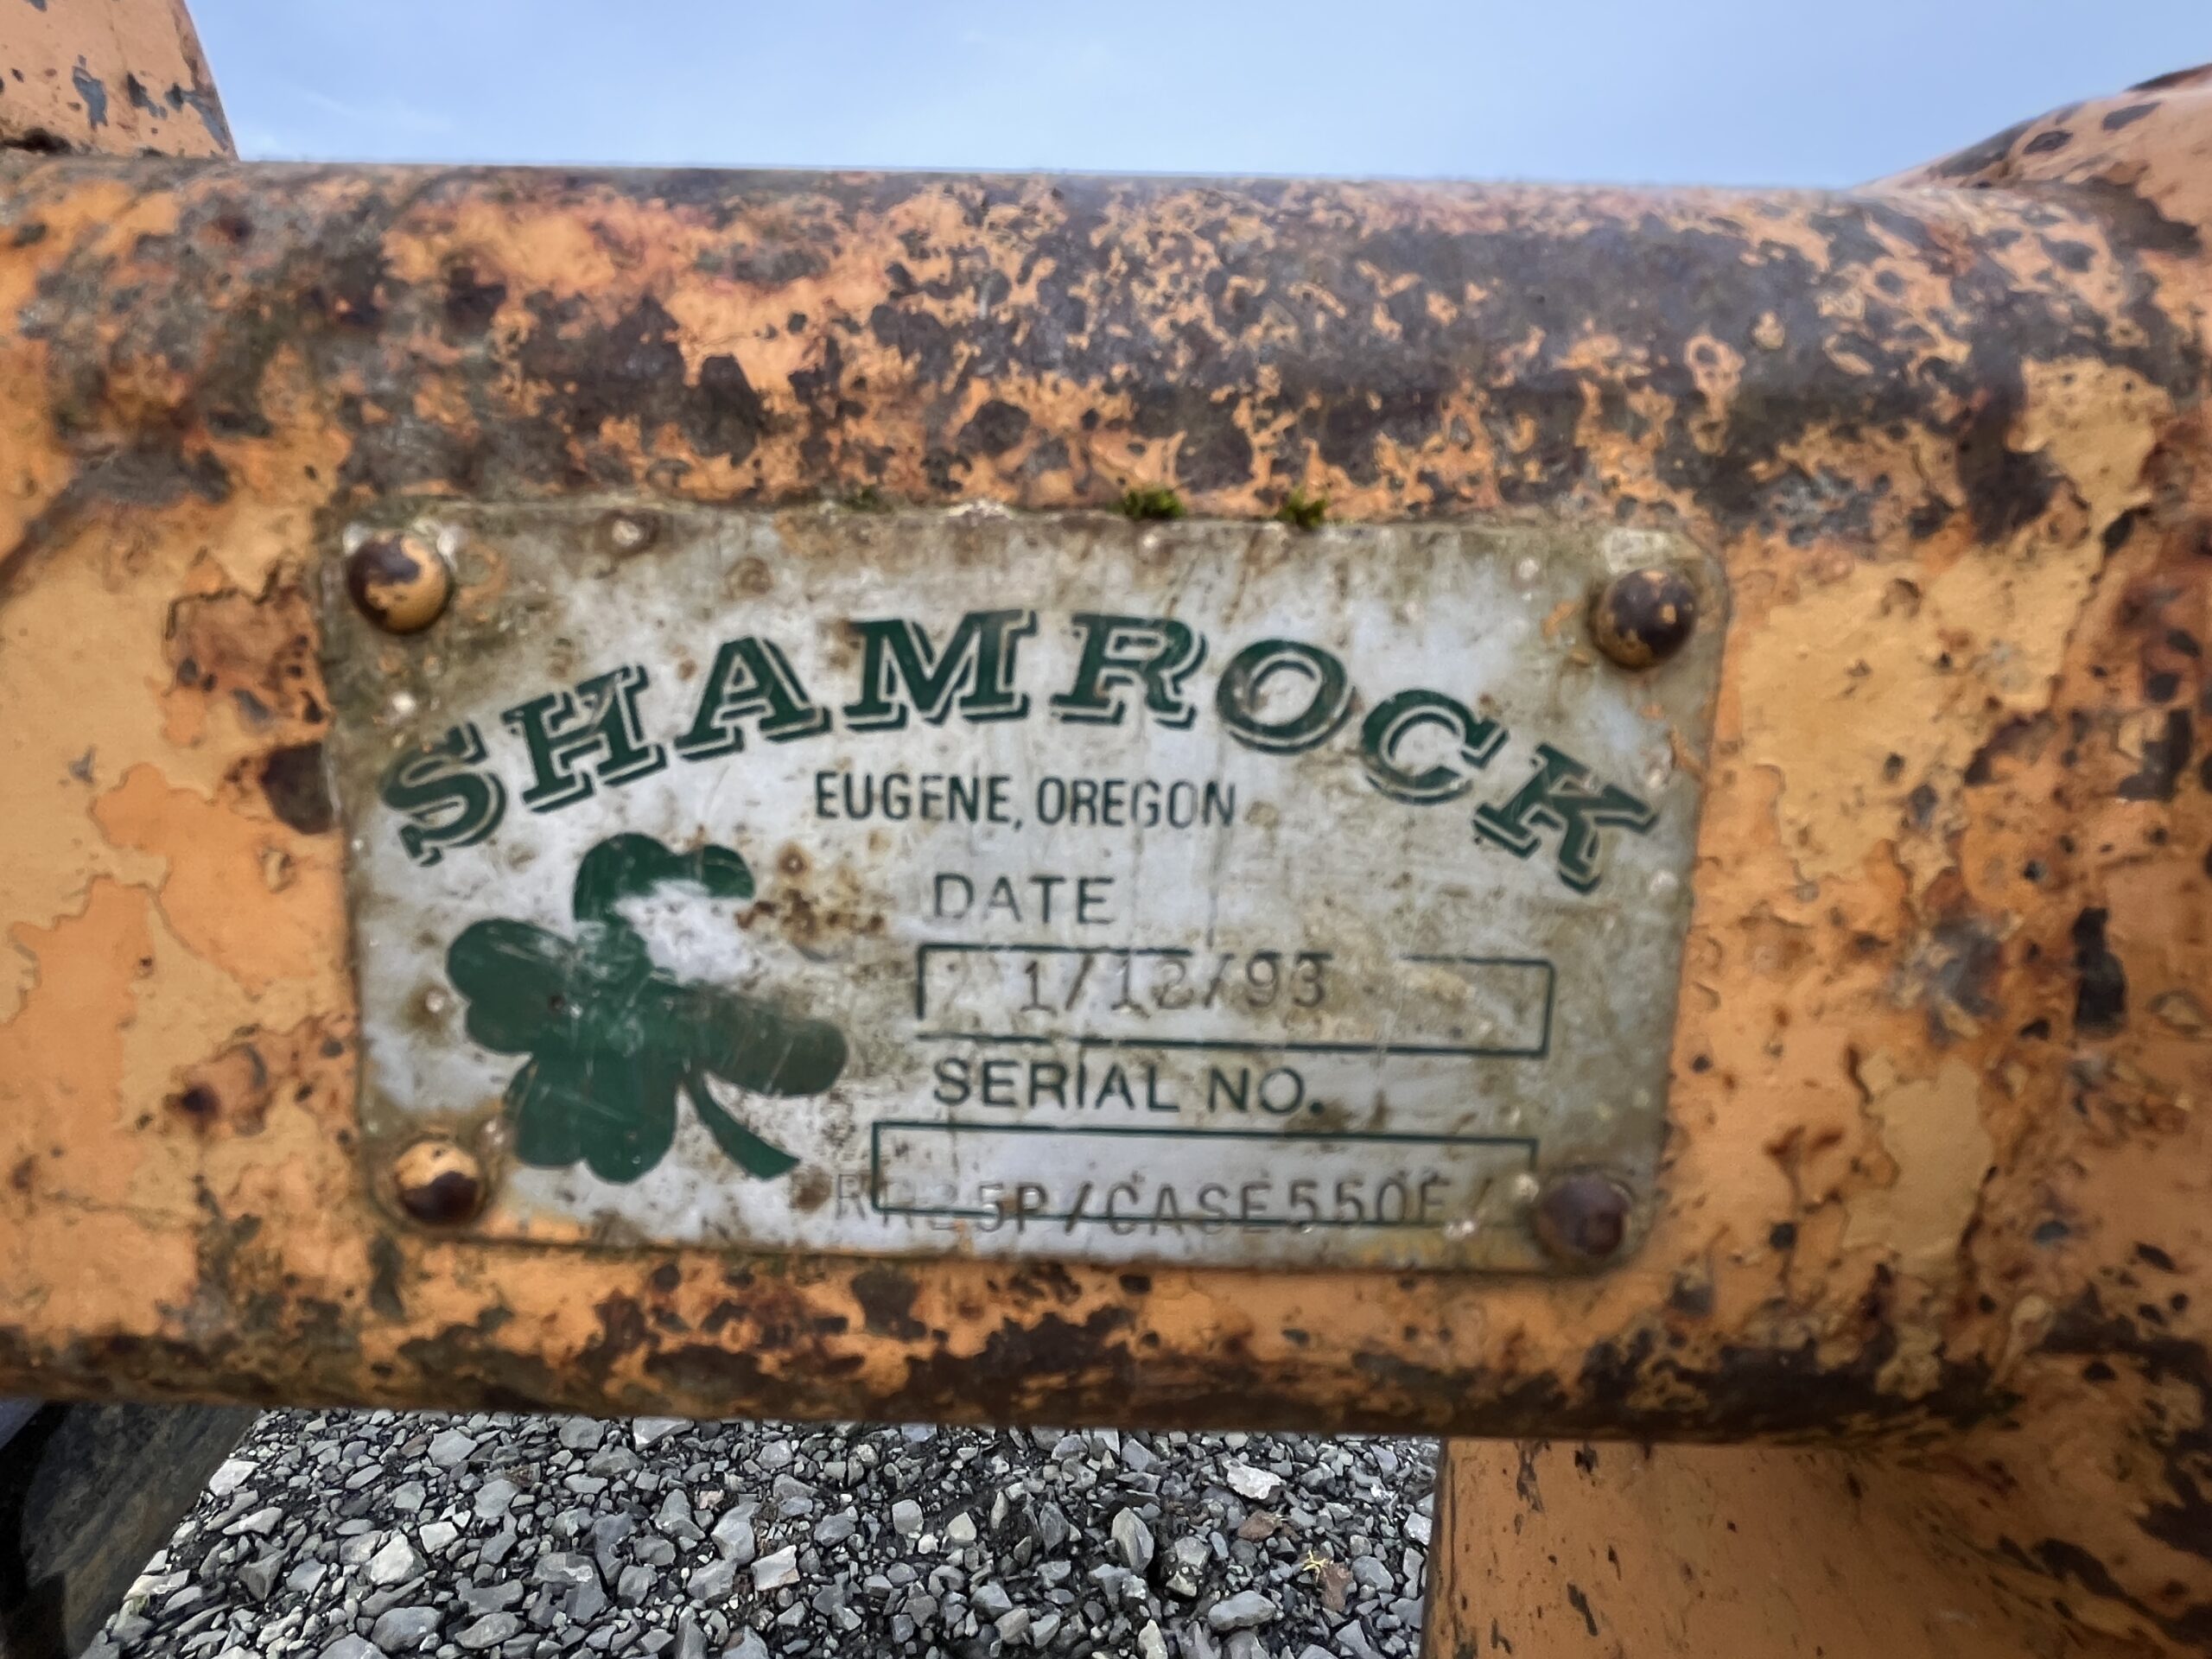 SHAMROCK
EUGENE, OREGON
DATE
1/12/93
SERIAL NO.